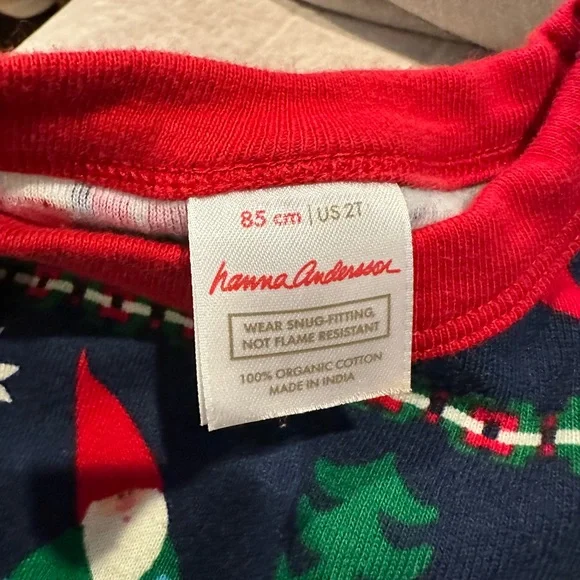 85 cm | US 2T
hanna andersson
WEAR SNUG-FITTING,
NOT FLAME RESISTANT
100% ORGANIC COTTON
MADE IN INDIA